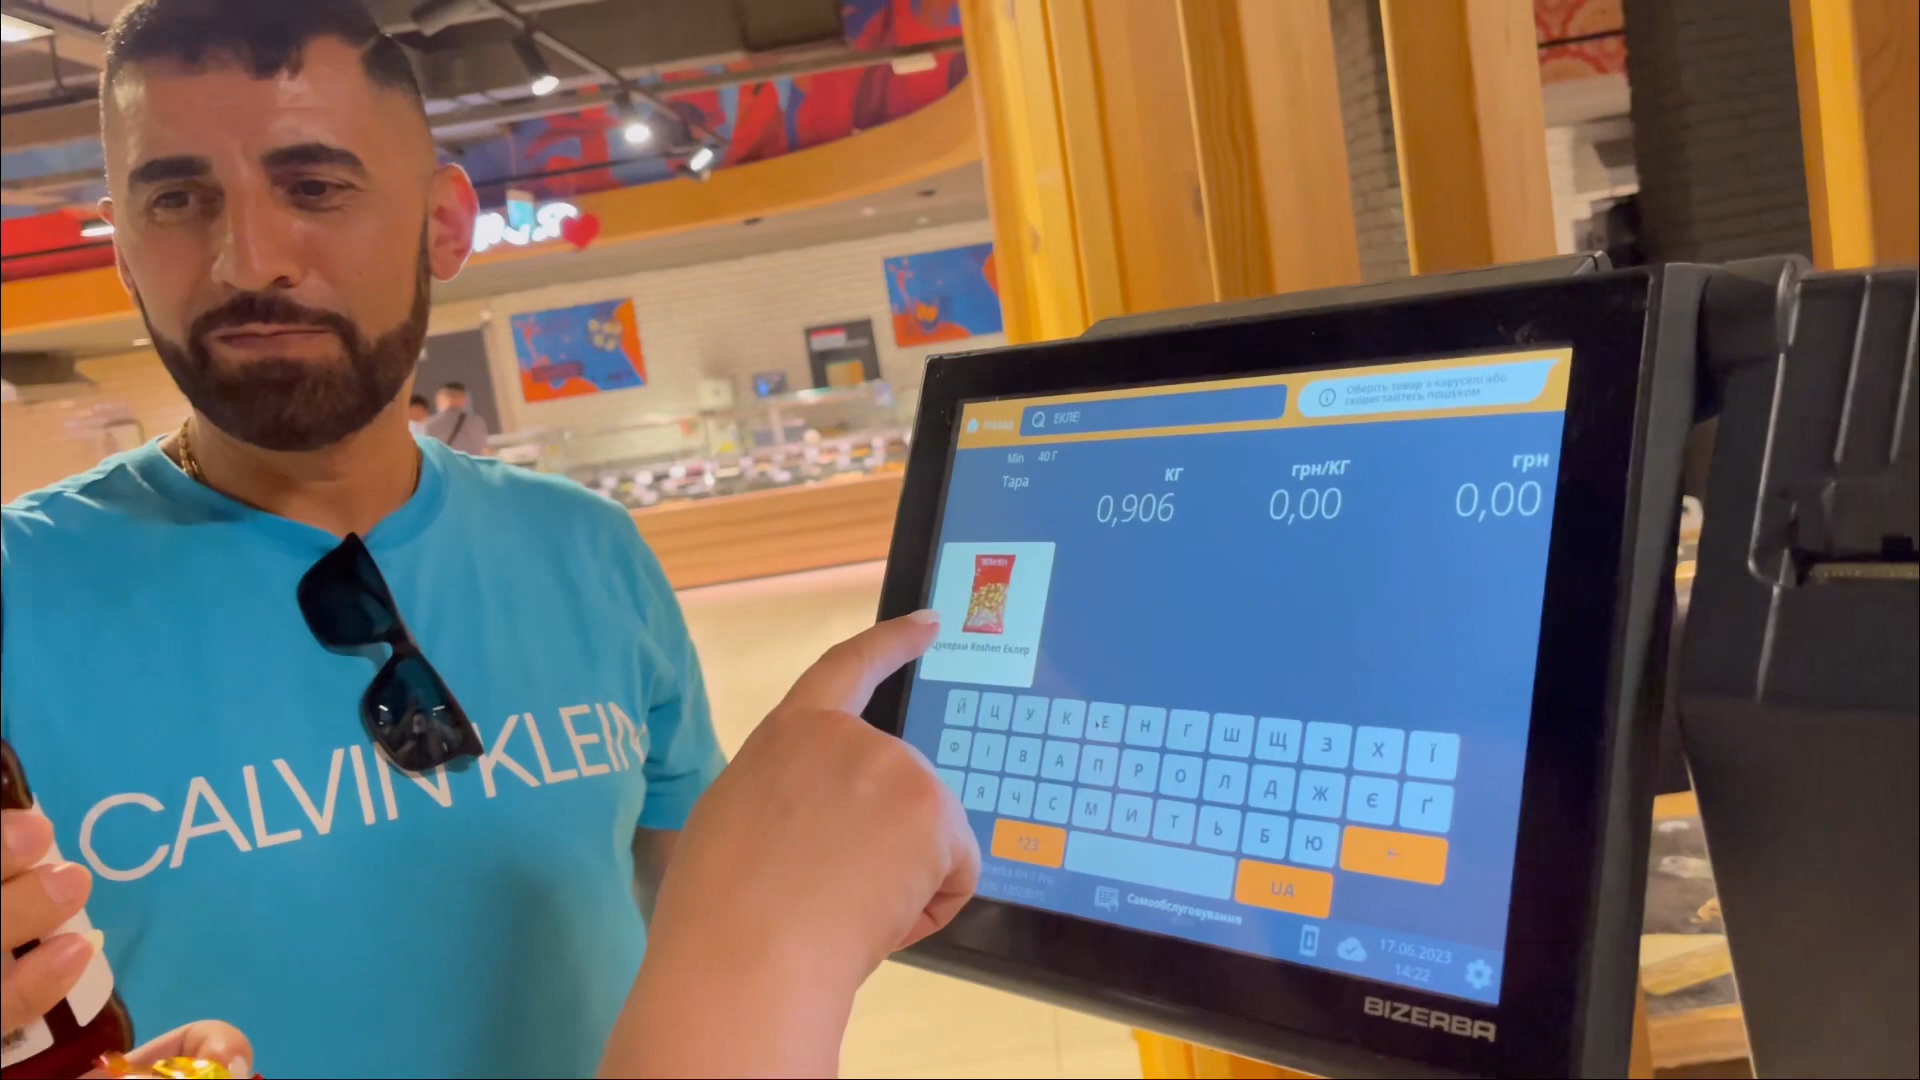 CALVIN KLEIN
ЕКЛЕ
Оберіть товар з каруселі або
скористайтесь пошуком
Min 40 Г
Тара
КГ
0,906
грн/КГ
0,00
грн
0,00
Цукерки Roshen Еклер
Й Ц У К Е Н Г Ш Щ З Х Ї
Ф І В А П Р О Л Д Ж Є Ґ
Я Ч С М И Т Ь Б Ю
123
UA
Самообслуговування
17.06.2023
14:22
BIZERBA